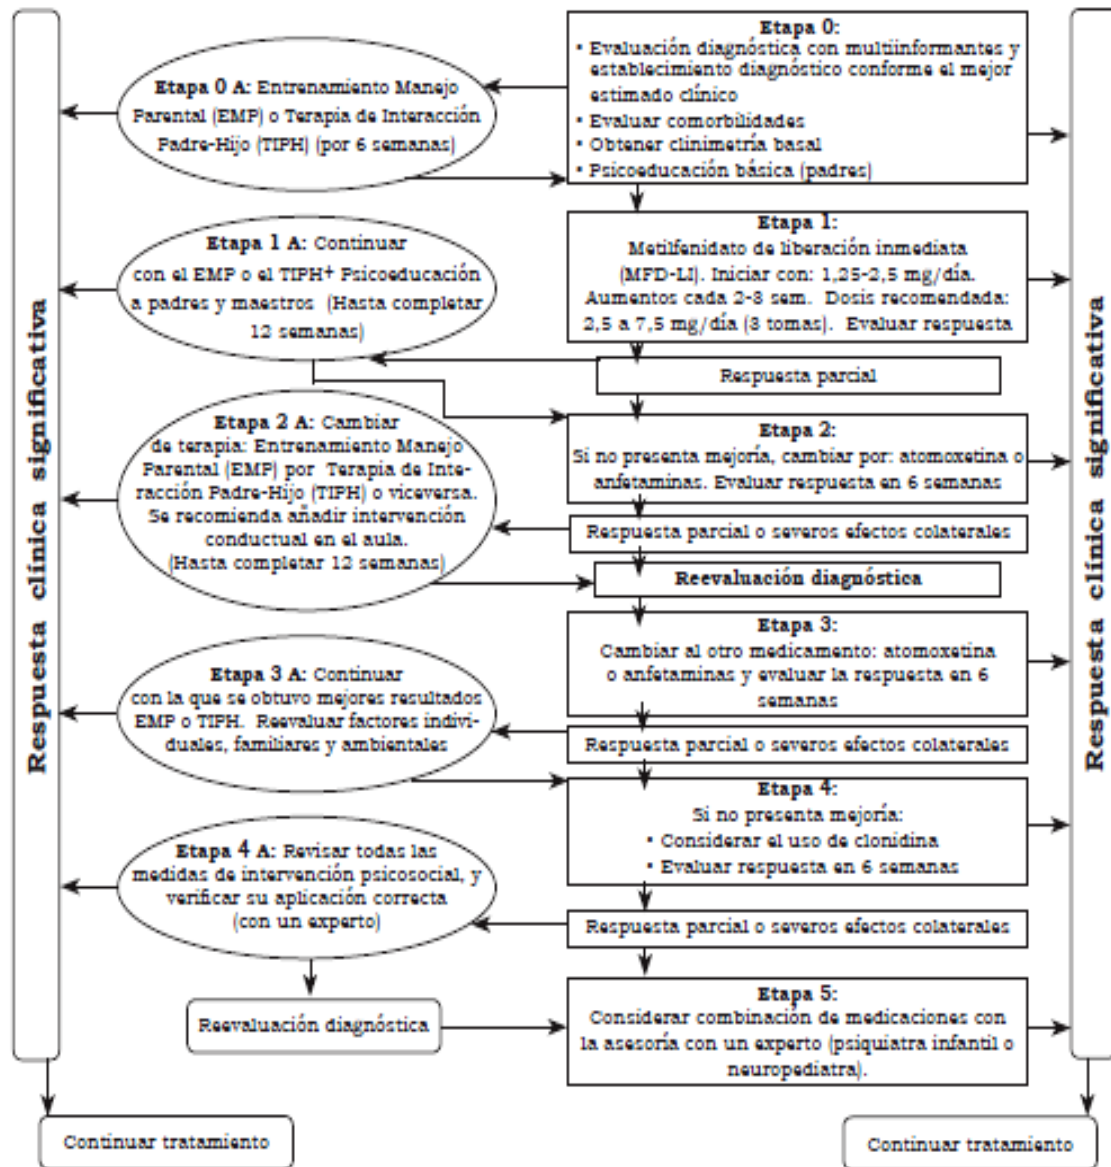 Etapa 0:
• Evaluación diagnóstica con multiinformantes y
establecimiento diagnóstico conforme el mejor
estimado clínico
• Evaluar comorbilidades
• Obtener clinimetría basal
• Psicoeducación básica (padres)
Etapa 0 A: Entrenamiento Manejo
Parental (EMP) o Terapia de Interacción
Padre-Hijo (TIPH) (por 6 semanas)
Etapa 1:
Metilfenidato de liberación inmediata
(MFD-LI). Iniciar con: 1,25-2,5 mg/día.
Aumentos cada 2-3 sem. Dosis recomendada:
2,5 a 7,5 mg/día (3 tomas). Evaluar respuesta
Etapa 1 A: Continuar
con el EMP o el TIPH+ Psicoeducación
a padres y maestros (Hasta completar
12 semanas)
Respuesta parcial
Etapa 2:
Si no presenta mejoría, cambiar por: atomoxetina o
anfetaminas. Evaluar respuesta en 6 semanas
Etapa 2 A: Cambiar
de terapia: Entrenamiento Manejo
Parental (EMP) por Terapia de Inte-
racción Padre-Hijo (TIPH) o viceversa.
Se recomienda añadir intervención
conductual en el aula.
(Hasta completar 12 semanas)
Respuesta parcial o severos efectos colaterales
Reevaluación diagnóstica
Etapa 3:
Cambiar al otro medicamento: atomoxetina
o anfetaminas y evaluar la respuesta en 6
semanas
Etapa 3 A: Continuar
con la que se obtuvo mejores resultados
EMP o TIPH. Reevaluar factores indivi-
duales, familiares y ambientales
Respuesta parcial o severos efectos colaterales
Etapa 4:
Si no presenta mejoría:
• Considerar el uso de clonidina
• Evaluar respuesta en 6 semanas
Etapa 4 A: Revisar todas las
medidas de intervención psicosocial, y
verificar su aplicación correcta
(con un experto)
Respuesta parcial o severos efectos colaterales
Reevaluación diagnóstica
Etapa 5:
Considerar combinación de medicaciones con
la asesoría con un experto (psiquiatra infantil o
neuropediatra).
Respuesta clínica significativa
Respuesta clínica significativa
Continuar tratamiento
Continuar tratamiento